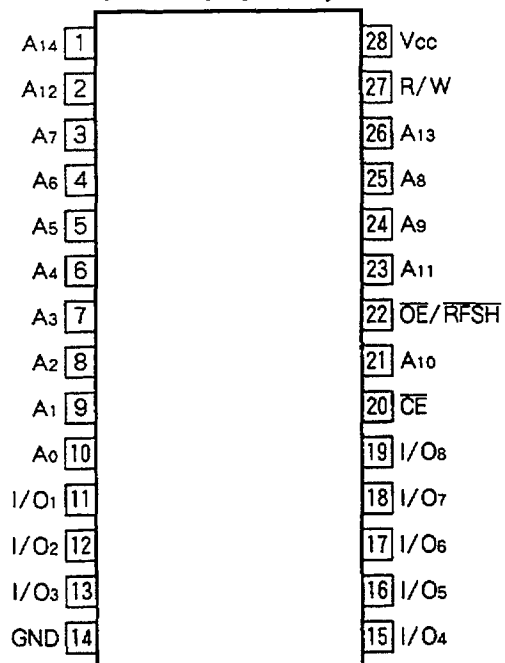 A14 1 28 Vcc
A12 2 27 R/W
A7 3 26 A13
A6 4 25 A8
A5 5 24 A9
A4 6 23 A11
A3 7 22 OE/RFSH
A2 8 21 A10
A1 9 20 CE
A0 10 19 I/O8
I/O1 11 18 I/O7
I/O2 12 17 I/O6
I/O3 13 16 I/O5
GND 14 15 I/O4